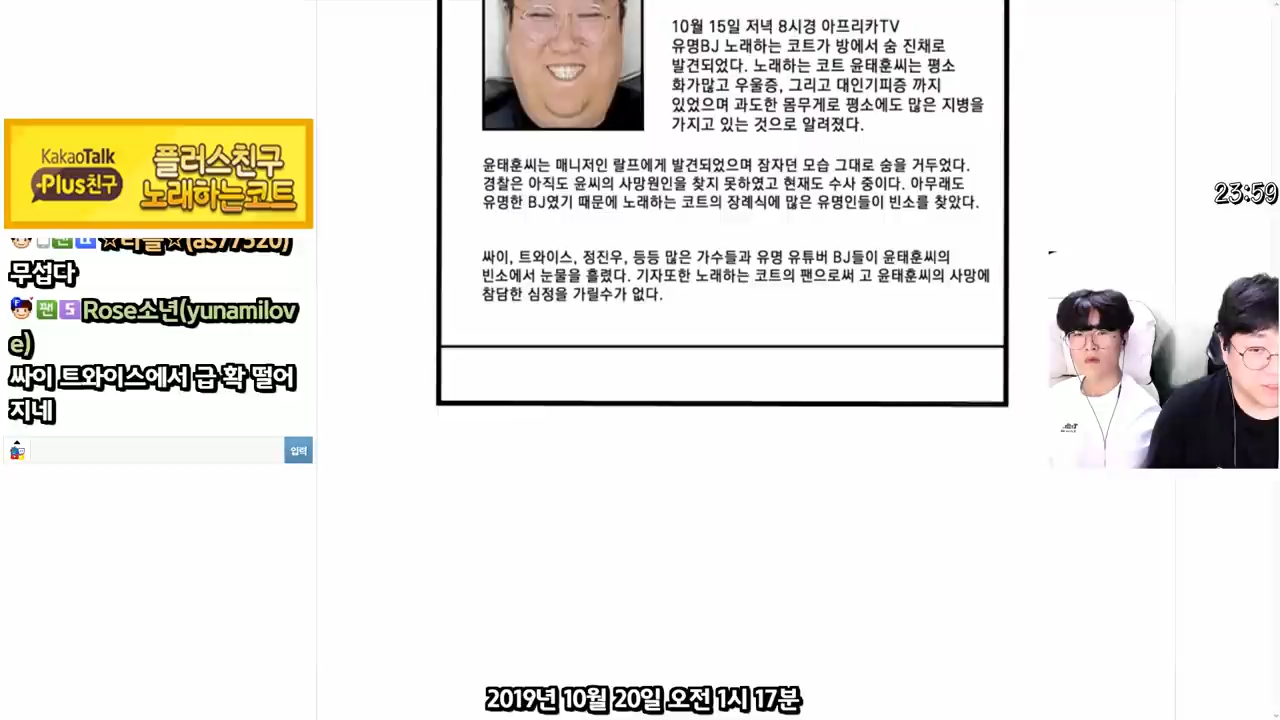 10월 15일 저녁 8시경 아프리카TV
유명BJ 노래하는 코트가 방에서 숨 진채로
발견되었다. 노래하는 코트 윤태훈씨는 평소
화가많고 우울증, 그리고 대인기피증 까지
있었으며 과도한 몸무게로 평소에도 많은 지병을
가지고 있는 것으로 알려졌다.
윤태훈씨는 매니저인 랄프에게 발견되었으며 잠자던 모습 그대로 숨을 거두었다.
경찰은 아직도 윤씨의 사망원인을 찾지 못하였고 현재도 수사 중이다. 아무래도
유명한 BJ였기 때문에 노래하는 코트의 장례식에 많은 유명인들이 빈소를 찾았다.
싸이, 트와이스, 정진우, 등등 많은 가수들과 유명 유튜버 BJ들이 윤태훈씨의
빈소에서 눈물을 흘렸다. 기자또한 노래하는 코트의 팬으로써 고 윤태훈씨의 사망에
참담한 심정을 가릴수가 없다.
KakaoTalk
Plus친구
플러스친구
노래하는코트
무섭다
팬 5 Rose소년(yunamilov
e)
싸이 트와이스에서 급 확 떨어
지네
입력
23:59
2019년 10월 20일 오전 1시 17분